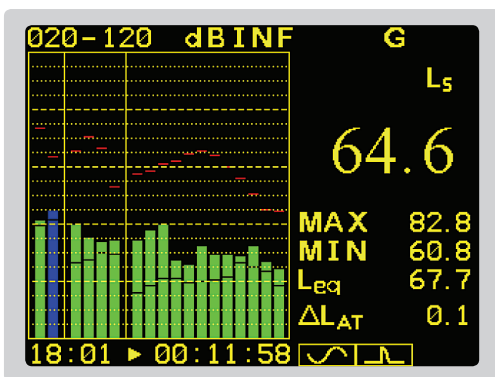 020-120 dBINF G
LS
64.6
MAX 82.8
MIN 60.8
Leq 67.7
ΔLAT 0.1
18:01 ▶ 00:11:58